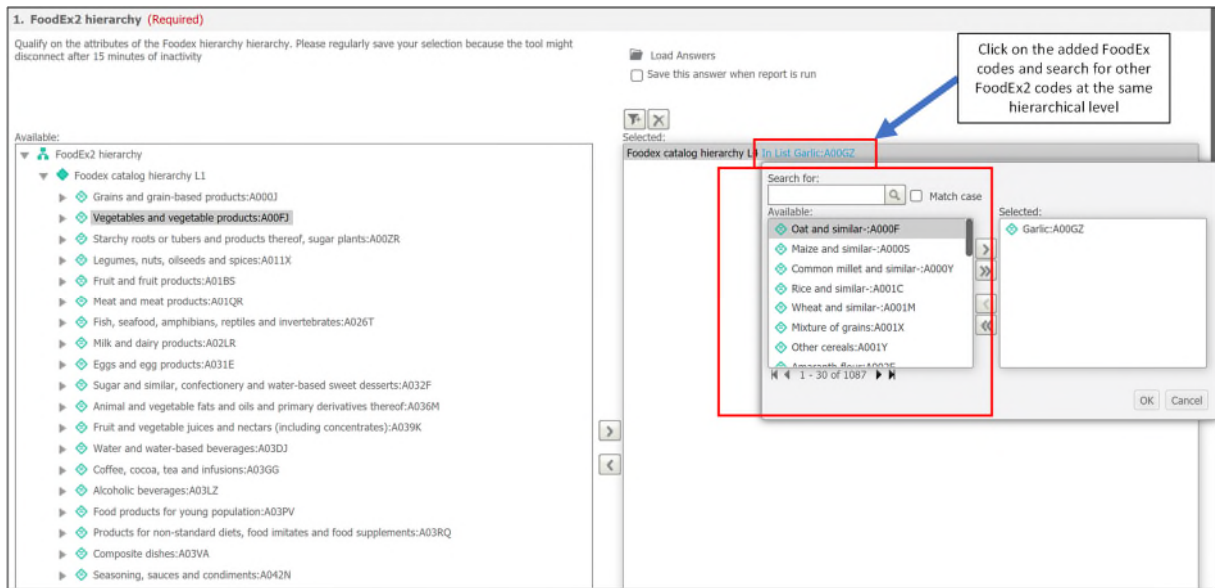 1. FoodEx2 hierarchy (Required)
Qualify on the attributes of the Foodex hierarchy hierarchy. Please regularly save your selection because the tool might
disconnect after 15 minutes of inactivity
Load Answers
Save this answer when report is run
Click on the added FoodEx
codes and search for other
FoodEx2 codes at the same
hierarchical level
Available:
FoodEx2 hierarchy
Foodex catalog hierarchy L1
Grains and grain-based products:A000J
Vegetables and vegetable products:A00FJ
Starchy roots or tubers and products thereof, sugar plants:A00ZR
Legumes, nuts, oilseeds and spices:A011X
Fruit and fruit products:A01BS
Meat and meat products:A01QR
Fish, seafood, amphibians, reptiles and invertebrates:A026T
Milk and dairy products:A02LR
Eggs and egg products:A031E
Sugar and similar, confectionery and water-based sweet desserts:A032F
Animal and vegetable fats and oils and primary derivatives thereof:A036M
Fruit and vegetable juices and nectars (including concentrates):A039K
Water and water-based beverages:A03DJ
Coffee, cocoa, tea and infusions:A03GG
Alcoholic beverages:A03LZ
Food products for young population:A03PV
Products for non-standard diets, food imitates and food supplements:A03RQ
Composite dishes:A03VA
Seasoning, sauces and condiments:A042N
Selected:
Foodex catalog hierarchy In List Garlic:A00GZ
Search for:
Match case
Available:
Oat and similar-:A000F
Maize and similar-:A000S
Common millet and similar-:A000Y
Rice and similar-:A001C
Wheat and similar-:A001M
Mixture of grains:A001X
Other cereals:A001Y
Amaranth
1 - 30 of 1087
Selected:
Garlic:A00GZ
OK Cancel